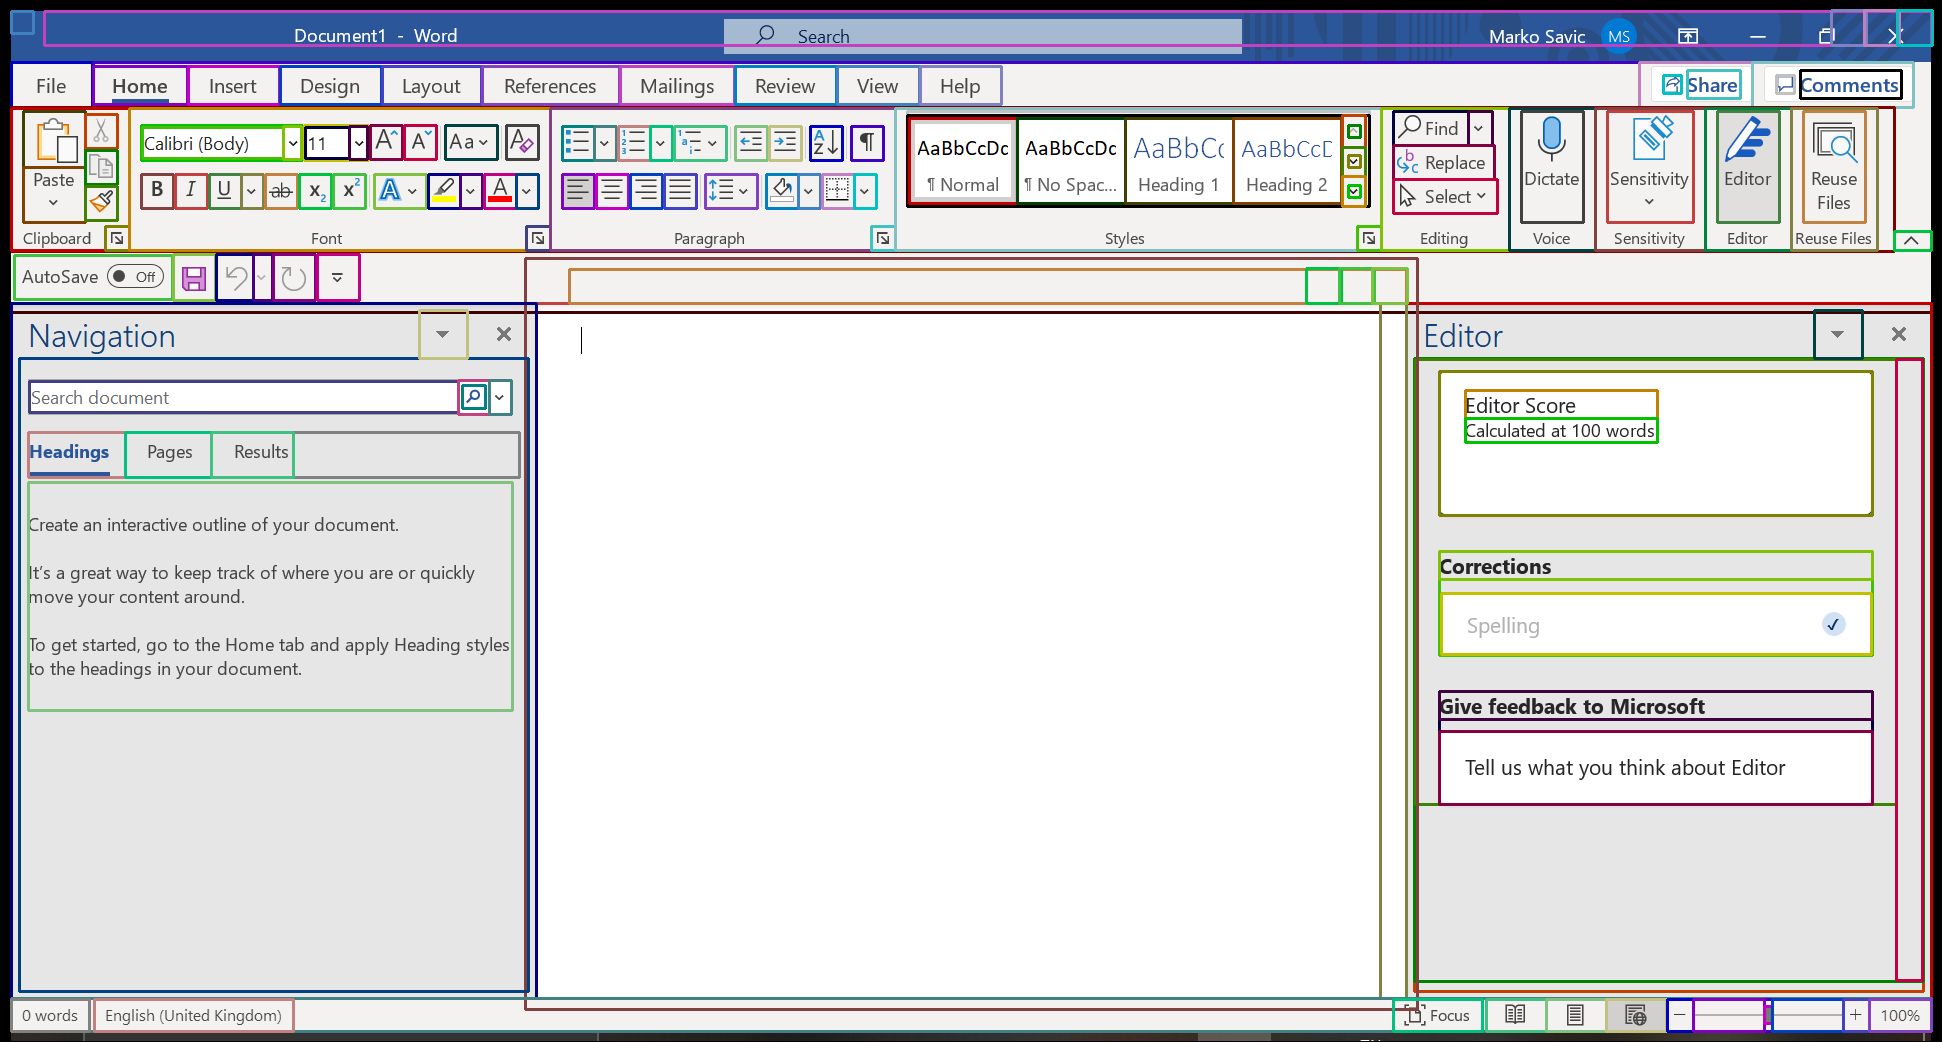 Document1 - Word
Search
Marko Savic MS
File Home Insert Design Layout References Mailings Review View Help Share Comments
Paste
Clipboard
Calibri (Body) 11 Aa
B I U ab x₂ x² A A
Font
Paragraph
AaBbCcDc AaBbCcDc AaBbCc AaBbCcD
¶ Normal ¶ No Spac... Heading 1 Heading 2
Styles
Find
Replace
Select
Editing
Dictate
Voice
Sensitivity
Sensitivity
Editor
Editor
Reuse
Files
Reuse Files
AutoSave Off
Navigation
Search document
Headings Pages Results
Create an interactive outline of your document.
It's a great way to keep track of where you are or quickly
move your content around.
To get started, go to the Home tab and apply Heading styles
to the headings in your document.
Editor
Editor Score
Calculated at 100 words
Corrections
Spelling
Give feedback to Microsoft
Tell us what you think about Editor
0 words English (United Kingdom) Focus 100%